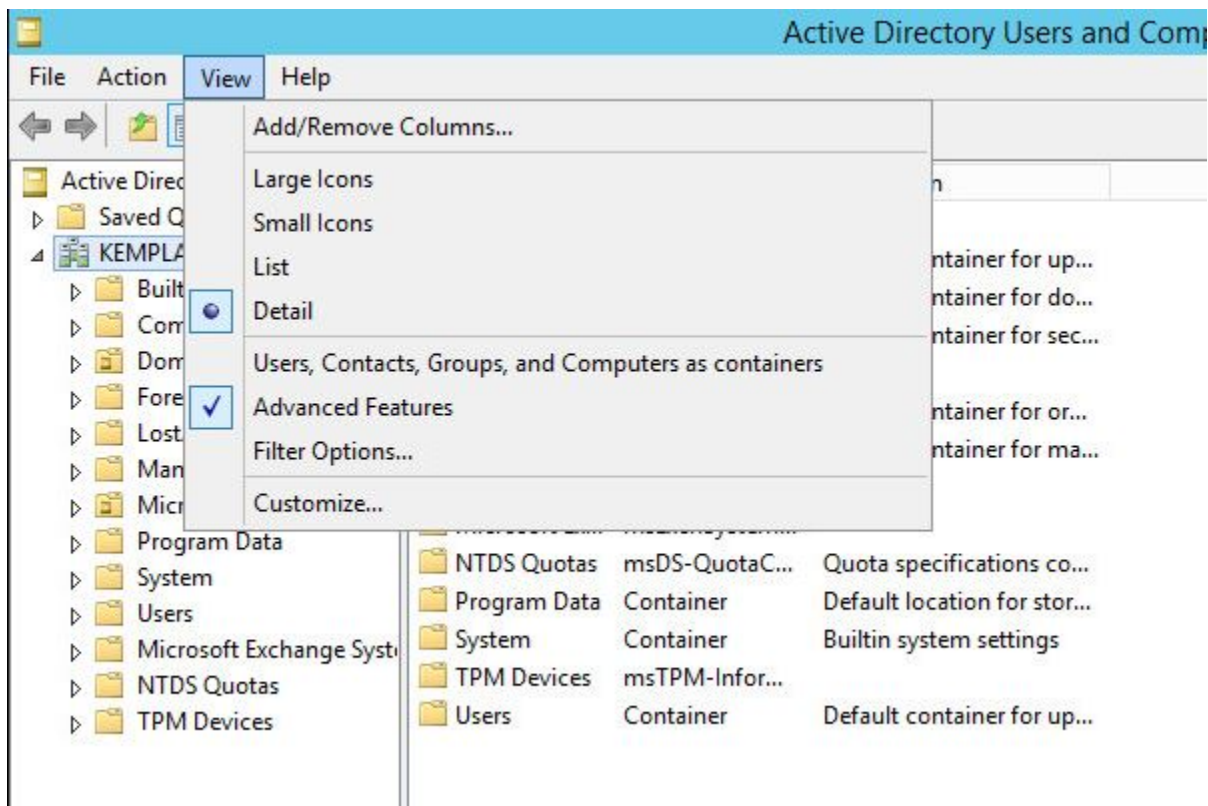 Active Directory Users and Comp
File Action View Help
Add/Remove Columns...
Large Icons
Small Icons
List
Detail
Users, Contacts, Groups, and Computers as containers
Advanced Features
Filter Options...
Customize...
Active Direc
Saved Q
KEMPLA
Built
Com
Dom
Fore
Lost
Man
Micr
Program Data
System
Users
Microsoft Exchange Syst
NTDS Quotas
TPM Devices
n
ntainer for up...
ntainer for do...
ntainer for sec...
ntainer for or...
ntainer for ma...
NTDS Quotas msDS-QuotaC... Quota specifications co...
Program Data Container Default location for stor...
System Container Builtin system settings
TPM Devices msTPM-Infor...
Users Container Default container for up...